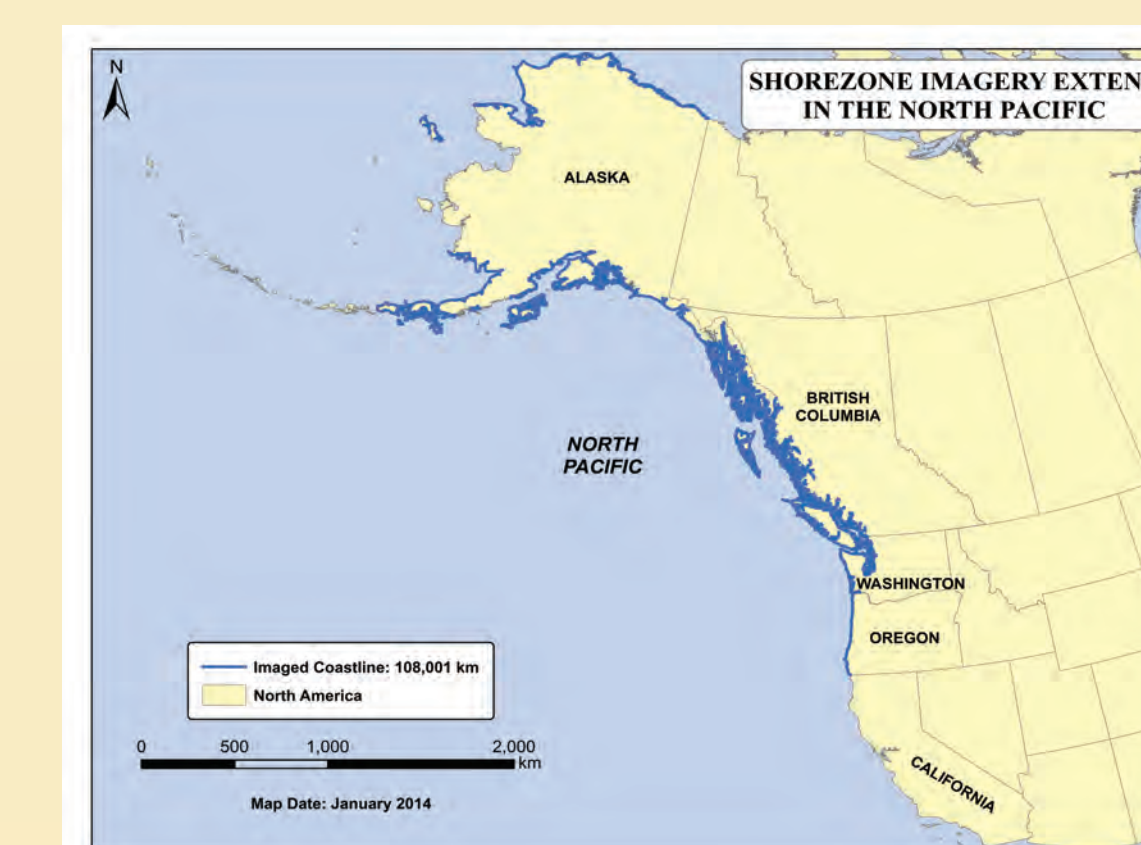 N
SHOREZONE IMAGERY EXTEN
IN THE NORTH PACIFIC
ALASKA
BRITISH
COLUMBIA
NORTH
PACIFIC
WASHINGTON
OREGON
Imaged Coastline: 108,001 km
North America
0 500 1,000 2,000
km
CALIFORNIA
Map Date: January 2014